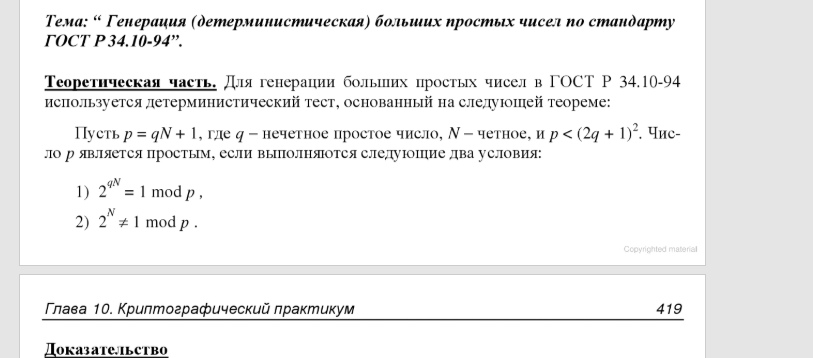 Тема: “ Генерация (детерминистическая) больших простых чисел по стандарту
ГОСТ Р 34.10-94”.
Теоретическая часть. Для генерации больших простых чисел в ГОСТ Р 34.10-94
используется детерминистический тест, основанный на следующей теореме:
Пусть p = qN + 1, где q – нечетное простое число, N – четное, и p < (2q + 1)². Чис-
ло p является простым, если выполняются следующие два условия:
1) 2^{qN} = 1 mod p ,
2) 2^{N} ≠ 1 mod p .
Copyrighted material
Глава 10. Криптографический практикум 419
Доказательство